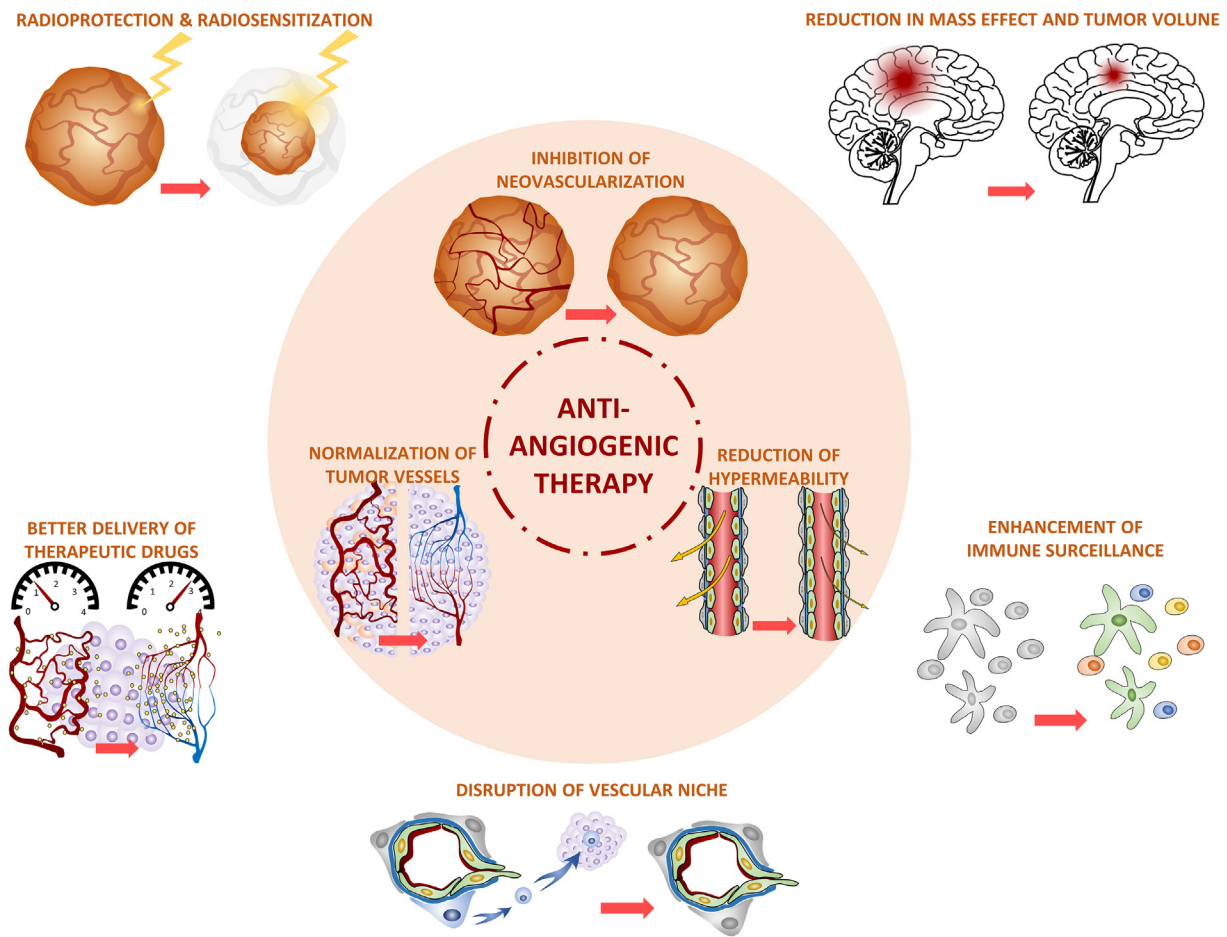 RADIOPROTECTION & RADIOSENSITIZATION
REDUCTION IN MASS EFFECT AND TUMOR VOLUNE
INHIBITION OF
NEOVASCULARIZATION
ANTI-
ANGIOGENIC
THERAPY
NORMALIZATION OF
TUMOR VESSELS
REDUCTION OF
HYPERMEABILITY
BETTER DELIVERY OF
THERAPEUTIC DRUGS
0 1 2 3 4
0 1 2 3 4
ENHANCEMENT OF
IMMUNE SURCEILLANCE
DISRUPTION OF VESCULAR NICHE